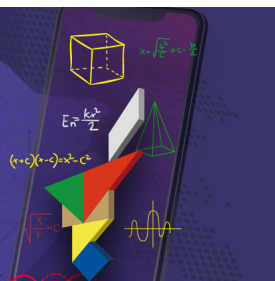 En=kx²/2
(x+c)(x-c)=x²-c²
√x/y=c